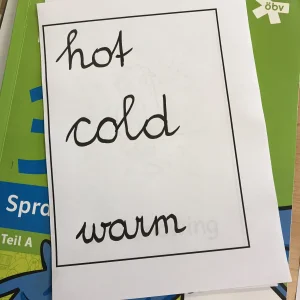 öbv
hot
cold
Spra
warm
Teil A